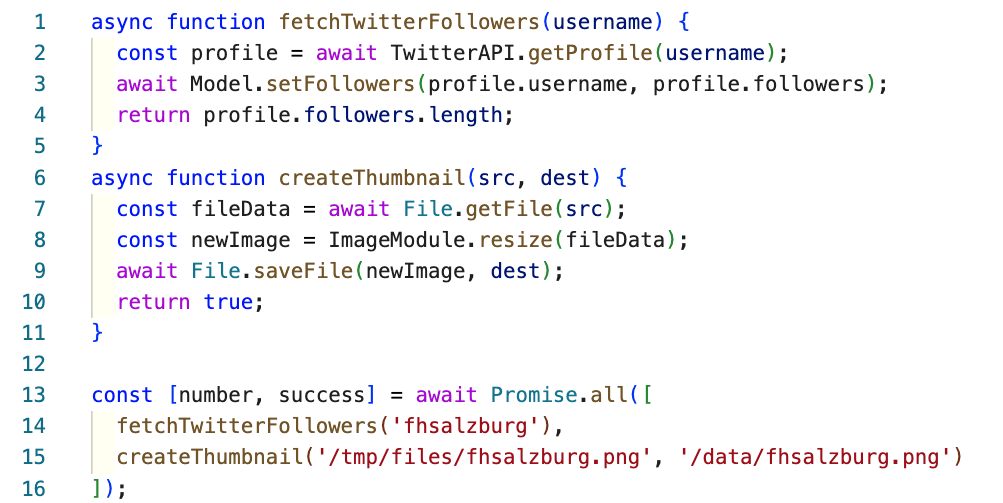 1 async function fetchTwitterFollowers(username) {
2 const profile = await TwitterAPI.getProfile(username);
3 await Model.setFollowers(profile.username, profile.followers);
4 return profile.followers.length;
5 }
6 async function createThumbnail(src, dest) {
7 const fileData = await File.getFile(src);
8 const newImage = ImageModule.resize(fileData);
9 await File.saveFile(newImage, dest);
10 return true;
11 }
12
13 const [number, success] = await Promise.all([
14 fetchTwitterFollowers('fhsalzburg'),
15 createThumbnail('/tmp/files/fhsalzburg.png', '/data/fhsalzburg.png')
16 ]);